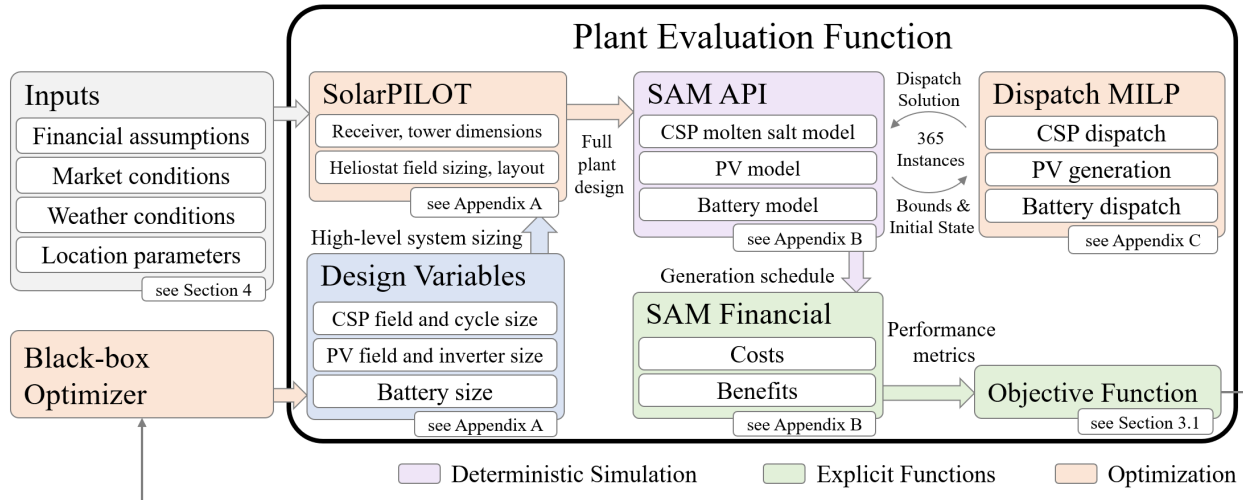 Plant Evaluation Function
Inputs
Financial assumptions
Market conditions
Weather conditions
Location parameters
see Section 4
SolarPILOT
Receiver, tower dimensions
Heliostat field sizing, layout
see Appendix A
Full
plant
design
SAM API
CSP molten salt model
PV model
Battery model
see Appendix B
Dispatch
Solution
365
Instances
Bounds &
Initial State
Dispatch MILP
CSP dispatch
PV generation
Battery dispatch
see Appendix C
High-level system sizing
Design Variables
CSP field and cycle size
PV field and inverter size
Battery size
see Appendix A
Black-box
Optimizer
Generation schedule
SAM Financial
Costs
Benefits
see Appendix B
Performance
metrics
Objective Function
see Section 3.1
Deterministic Simulation
Explicit Functions
Optimization